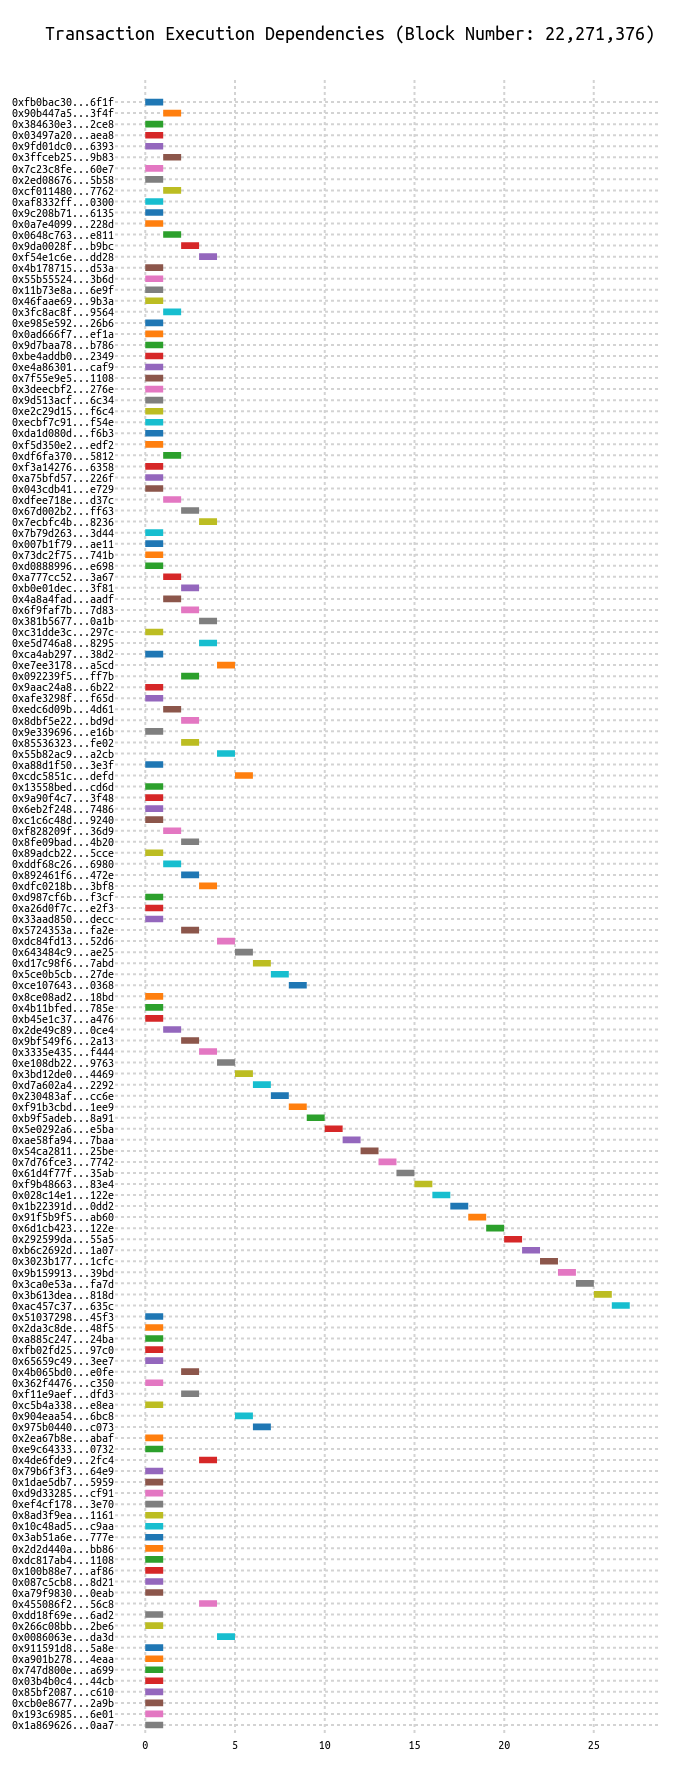 Transaction Execution Dependencies (Block Number: 22,271,376)
0xfb0bac30...6f1f
0x90b447a5...3f4f
0x384630e3...2ce8
0x03497a20...aea8
0x9fd01dc0...6393
0x3ffceb25...9b83
0x7c23c8fe...60e7
0x2ed08676...5b58
0xcf011480...7762
0xaf8332ff...0300
0x9c208b71...6135
0x0a7e4099...228d
0x0648c763...e811
0x9da0028f...b9bc
0xf54e1c6e...dd28
0x4b178715...d53a
0x55b55524...3b6d
0x11b73e8a...6e9f
0x46faae69...9b3a
0x3fc8ac8f...9564
0xe985e592...26b6
0x0ad666f7...ef1a
0x9d7baa78...b786
0xbe4addb0...2349
0xe4a86301...caf9
0x7f55e9e5...1108
0x3deecbf2...276e
0x9d513acf...6c34
0xe2c29d15...f6c4
0xecbf7c91...f54e
0xda1d080d...f6b3
0xf5d350e2...edf2
0xdf6fa370...5812
0xf3a14276...6358
0xa75bfd57...226f
0x043cdb41...e729
0xdfee718e...d37c
0x67d002b2...ff63
0x7ecbfc4b...8236
0x7b79d263...3d44
0x007b1f79...ae11
0x73dc2f75...741b
0xd0888996...e698
0xa777cc52...3a67
0xb0e01dec...3f81
0x4a8a4fad...aadf
0x6f9faf7b...7d83
0x381b5677...0a1b
0xc31dde3c...297c
0xe5d746a8...8295
0xca4ab297...38d2
0xe7ee3178...a5cd
0x092239f5...ff7b
0x9aac24a8...6b22
0xafe3298f...f65d
0xedc6d09b...4d61
0x8dbf5e22...bd9d
0x9e339696...e16b
0x85536323...fe02
0x55b82ac9...a2cb
0xa88d1f50...3e3f
0xcdc5851c...defd
0x13558bed...cd6d
0x9a90f4c7...3f48
0x6eb2f248...7486
0xc1c6c48d...9240
0xf828209f...36d9
0x8fe09bad...4b20
0x89adcb22...5cce
0xddf68c26...6980
0x892461f6...472e
0xdfc0218b...3bf8
0xd987cf6b...f3cf
0xa26d0f7c...e2f3
0x33aad850...decc
0x5724353a...fa2e
0xdc84fd13...52d6
0x643484c9...ae25
0xd17c98f6...7abd
0x5ce0b5cb...27de
0xce107643...0368
0x8ce08ad2...18bd
0x4b11bfed...785e
0xb45e1c37...a476
0x2de49c89...0ce4
0x9bf549f6...2a13
0x3335e435...f444
0xe108db22...9763
0x3bd12de0...4469
0xd7a602a4...2292
0x230483af...cc6e
0xf91b3cbd...1ee9
0xb9f5adeb...8a91
0x5e0292a6...e5ba
0xae58fa94...7baa
0x54ca2811...25be
0x7d76fce3...7742
0x61d4f77f...35ab
0xf9b48663...83e4
0x028c14e1...122e
0x1b22391d...0dd2
0x91f5b9f5...ab60
0x6d1cb423...122e
0x292599da...55a5
0xb6c2692d...1a07
0x3023b177...1cfc
0x9b159913...39bd
0x3ca0e53a...fa7d
0x3b613dea...818d
0xac457c37...635c
0x51037298...45f3
0x2da3c8de...48f5
0xa885c247...24ba
0xfb02fd25...97c0
0x65659c49...3ee7
0x4b065bd0...e0fe
0x362f4476...c350
0xf11e9aef...dfd3
0xc5b4a338...e8ea
0x904eaa54...6bc8
0x975b0440...c073
0x2ea67b8e...abaf
0xe9c64333...0732
0x4de6fde9...2fc4
0x79b6f3f3...64e9
0x1dae5db7...5959
0xd9d33285...cf91
0xef4cf178...3e70
0x8ad3f9ea...1161
0x10c48ad5...c9aa
0x3ab51a6e...777e
0x2d2d440a...bb86
0xdc817ab4...1108
0x100b88e7...af86
0x087c5cb8...8d21
0xa79f9830...0eab
0x455086f2...56c8
0xdd18f69e...6ad2
0x266c08bb...2be6
0x0086063e...da3d
0x911591d8...5a8e
0xa901b278...4eaa
0x747d800e...a699
0x03b4b0c4...44cb
0x85bf2087...c610
0xcb0e8677...2a9b
0x193c6985...6e01
0x1a869626...0aa7
0 5 10 15 20 25